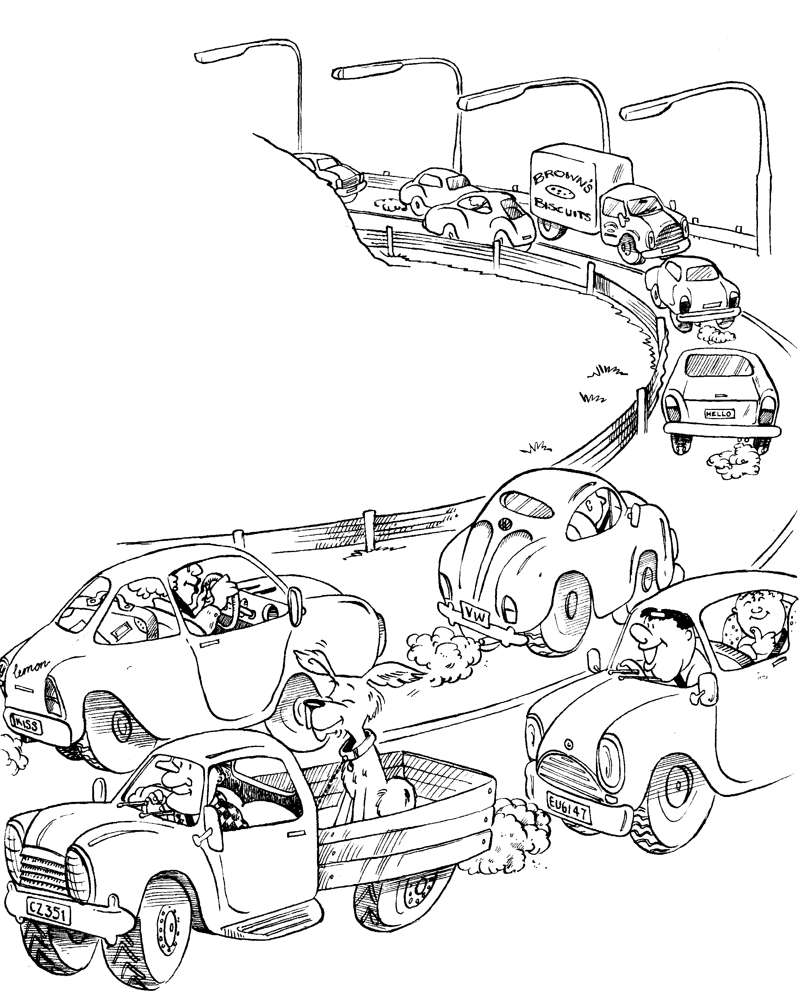 BROWN'S
BISCUITS
HELLO
VW
lemon
KISS
EU6147
CZ351